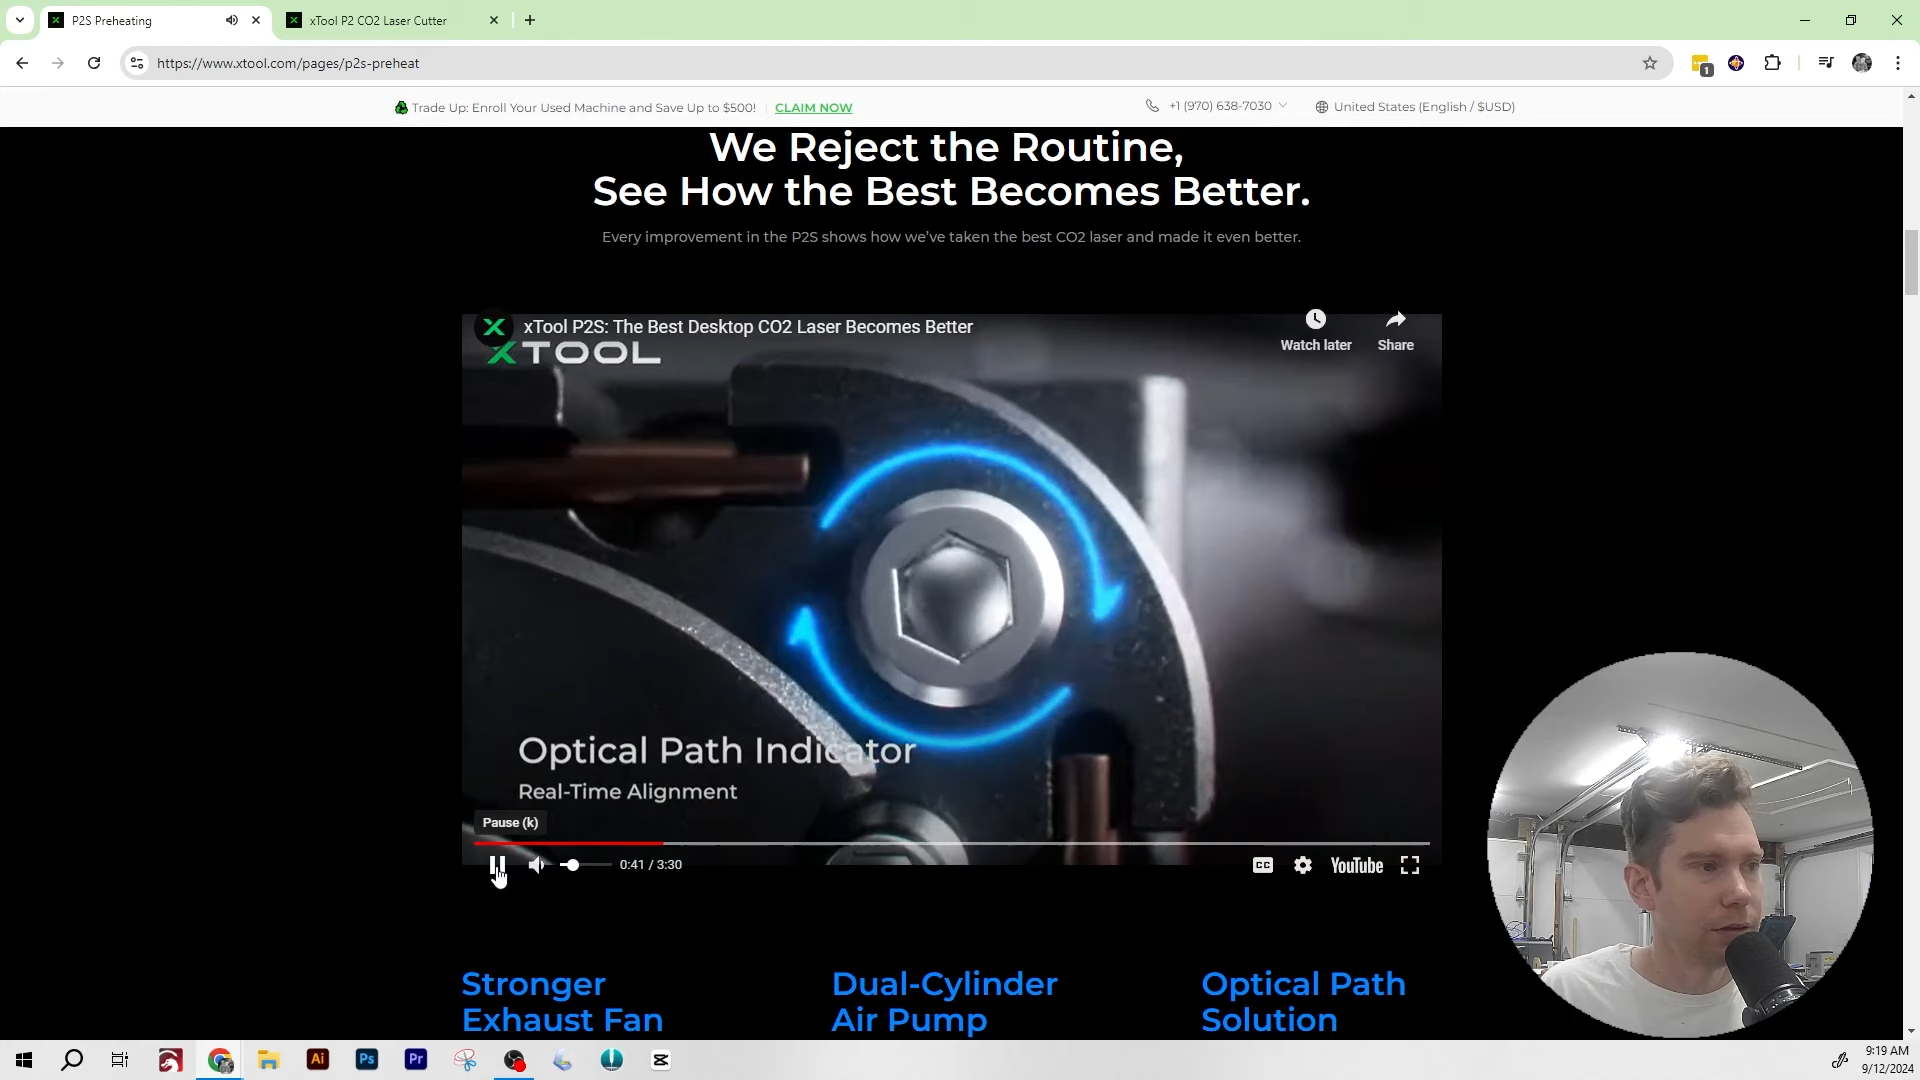 P2S Preheating
xTool P2 CO2 Laser Cutter
https://www.xtool.com/pages/p2s-preheat
1
Trade Up: Enroll Your Used Machine and Save Up to $500!
CLAIM NOW
+1 (970) 638-7030
United States (English / $USD)
We Reject the Routine,
See How the Best Becomes Better.
Every improvement in the P2S shows how we've taken the best CO2 laser and made it even better.
xTool P2S: The Best Desktop CO2 Laser Becomes Better
XTOOL
Watch later
Share
Optical Path Indicator
Real-Time Alignment
Pause (k)
0:41 / 3:30
CC
YouTube
Stronger
Exhaust Fan
Dual-Cylinder
Air Pump
Optical Path
Solution
Ai
Ps
Pr
9:19 AM
9/12/2024